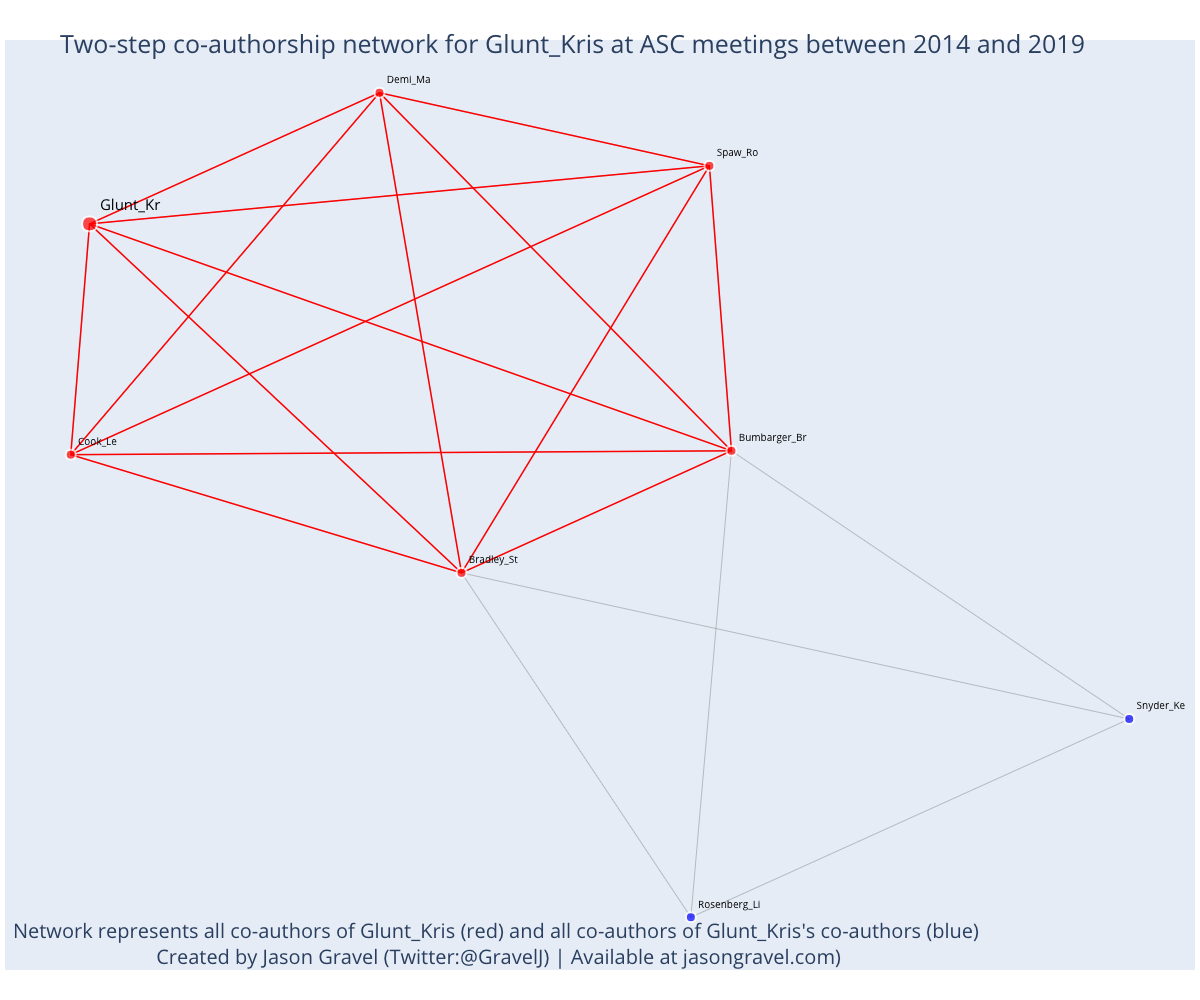 Two-step co-authorship network for Glunt_Kris at ASC meetings between 2014 and 2019
Demi_Ma
Spaw_Ro
Glunt_Kr
Cook_Le
Bumbarger_Br
Bradley_St
Snyder_Ke
Rosenberg_Li
Network represents all co-authors of Glunt_Kris (red) and all co-authors of Glunt_Kris's co-authors (blue)
Created by Jason Gravel (Twitter:@GravelJ) | Available at jasongravel.com)